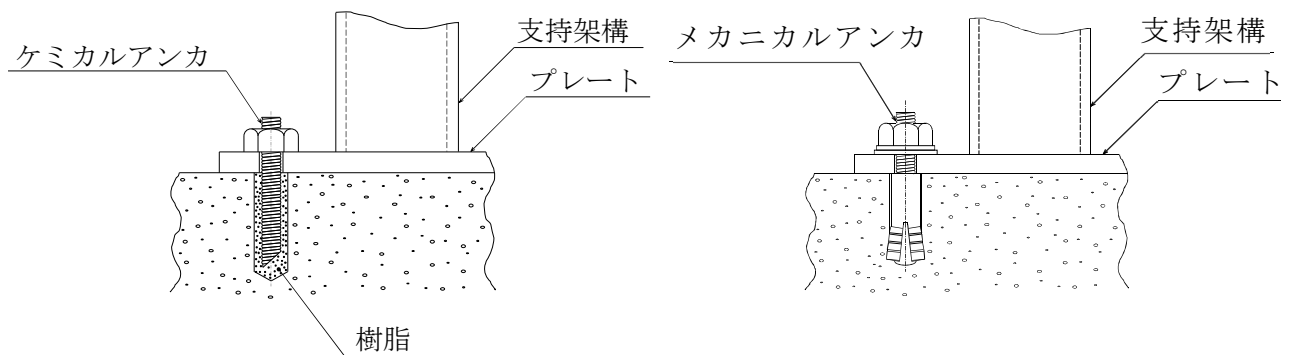 ケミカルアンカ
支持架構
プレート
樹脂
メカニカルアンカ
支持架構
プレート